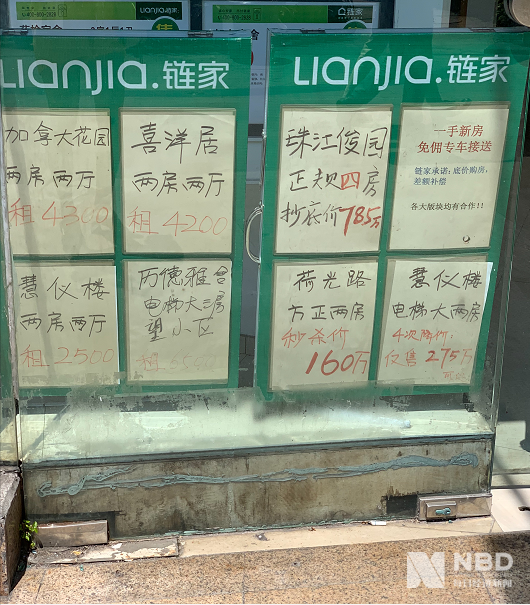 Lianjia.链家
加拿大花园
两房两厅
租 4300
喜洋居
两房两厅
租 4200
慧仪楼
两房两厅
租 2500
历德雅舍
电梯大三房
望小区
Lianjia.链家
珠江俊园
正规四房
抄底价785万
一手新房
免佣专车接送
链家承诺:底价购房,
差额补偿
各大版块均有合作!!
荷光路
方正两房
秒杀价
160万
慧仪楼
电梯大两房
4次降价:
仅售275万
NBD